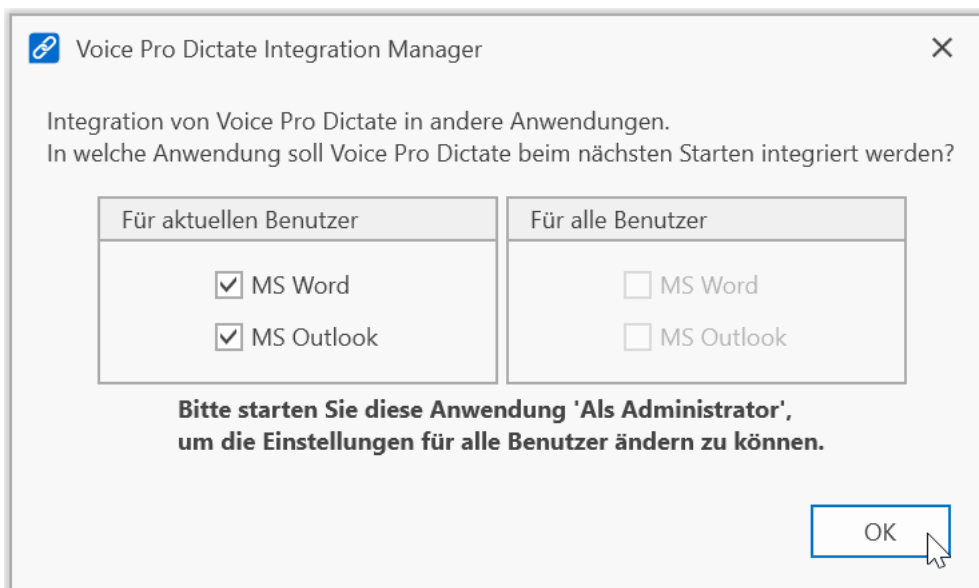 Voice Pro Dictate Integration Manager
Integration von Voice Pro Dictate in andere Anwendungen.
In welche Anwendung soll Voice Pro Dictate beim nächsten Starten integriert werden?
Für aktuellen Benutzer
MS Word
MS Outlook
Für alle Benutzer
MS Word
MS Outlook
Bitte starten Sie diese Anwendung 'Als Administrator',
um die Einstellungen für alle Benutzer ändern zu können.
OK